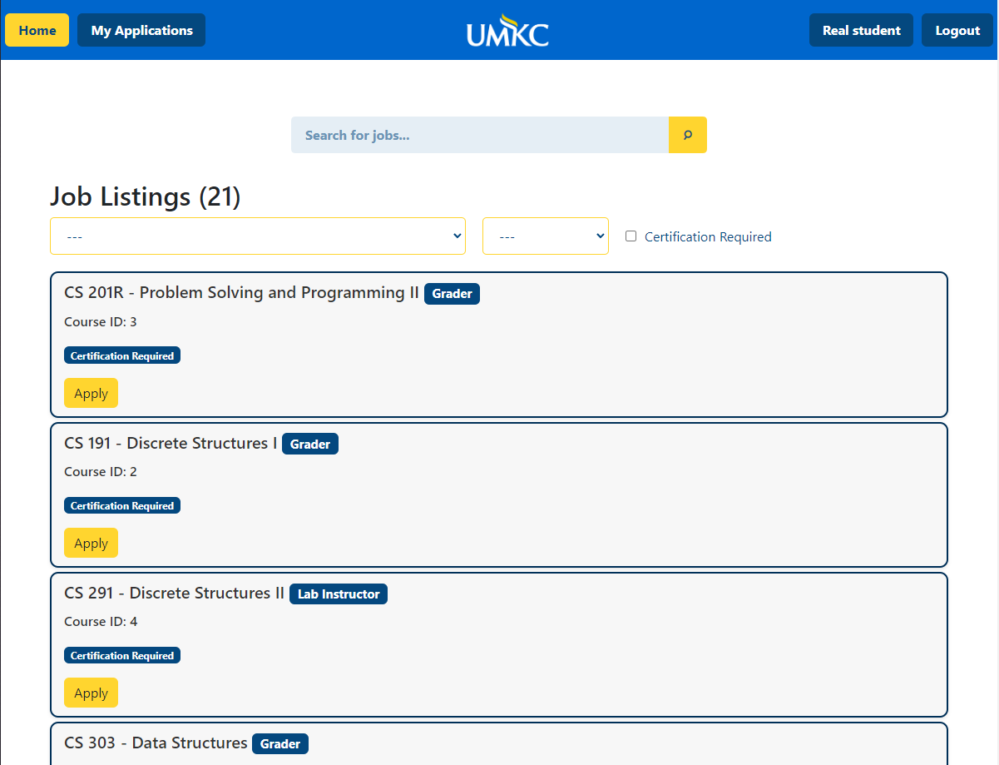 Home My Applications UMKC Real student Logout
Search for jobs...
Job Listings (21)
--- --- Certification Required
CS 201R - Problem Solving and Programming II Grader
Course ID: 3
Certification Required
Apply
CS 191 - Discrete Structures I Grader
Course ID: 2
Certification Required
Apply
CS 291 - Discrete Structures II Lab Instructor
Course ID: 4
Certification Required
Apply
CS 303 - Data Structures Grader